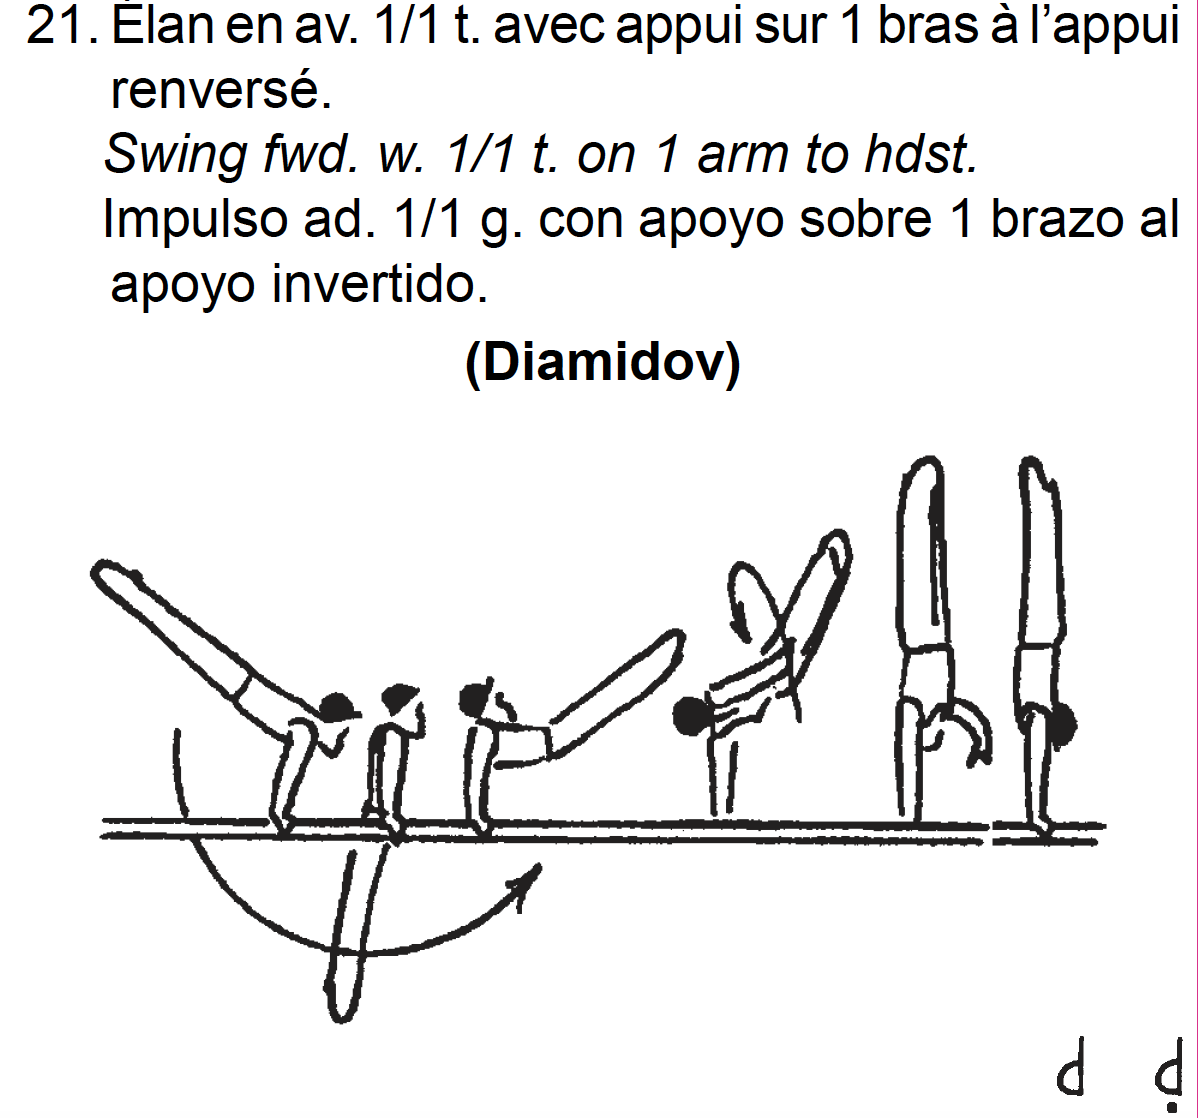 21. Élan en av. 1/1 t. avec appui sur 1 bras à l’appui
renversé.
Swing fwd. w. 1/1 t. on 1 arm to hdst.
Impulso ad. 1/1 g. con apoyo sobre 1 brazo al
apoyo invertido.
(Diamidov)